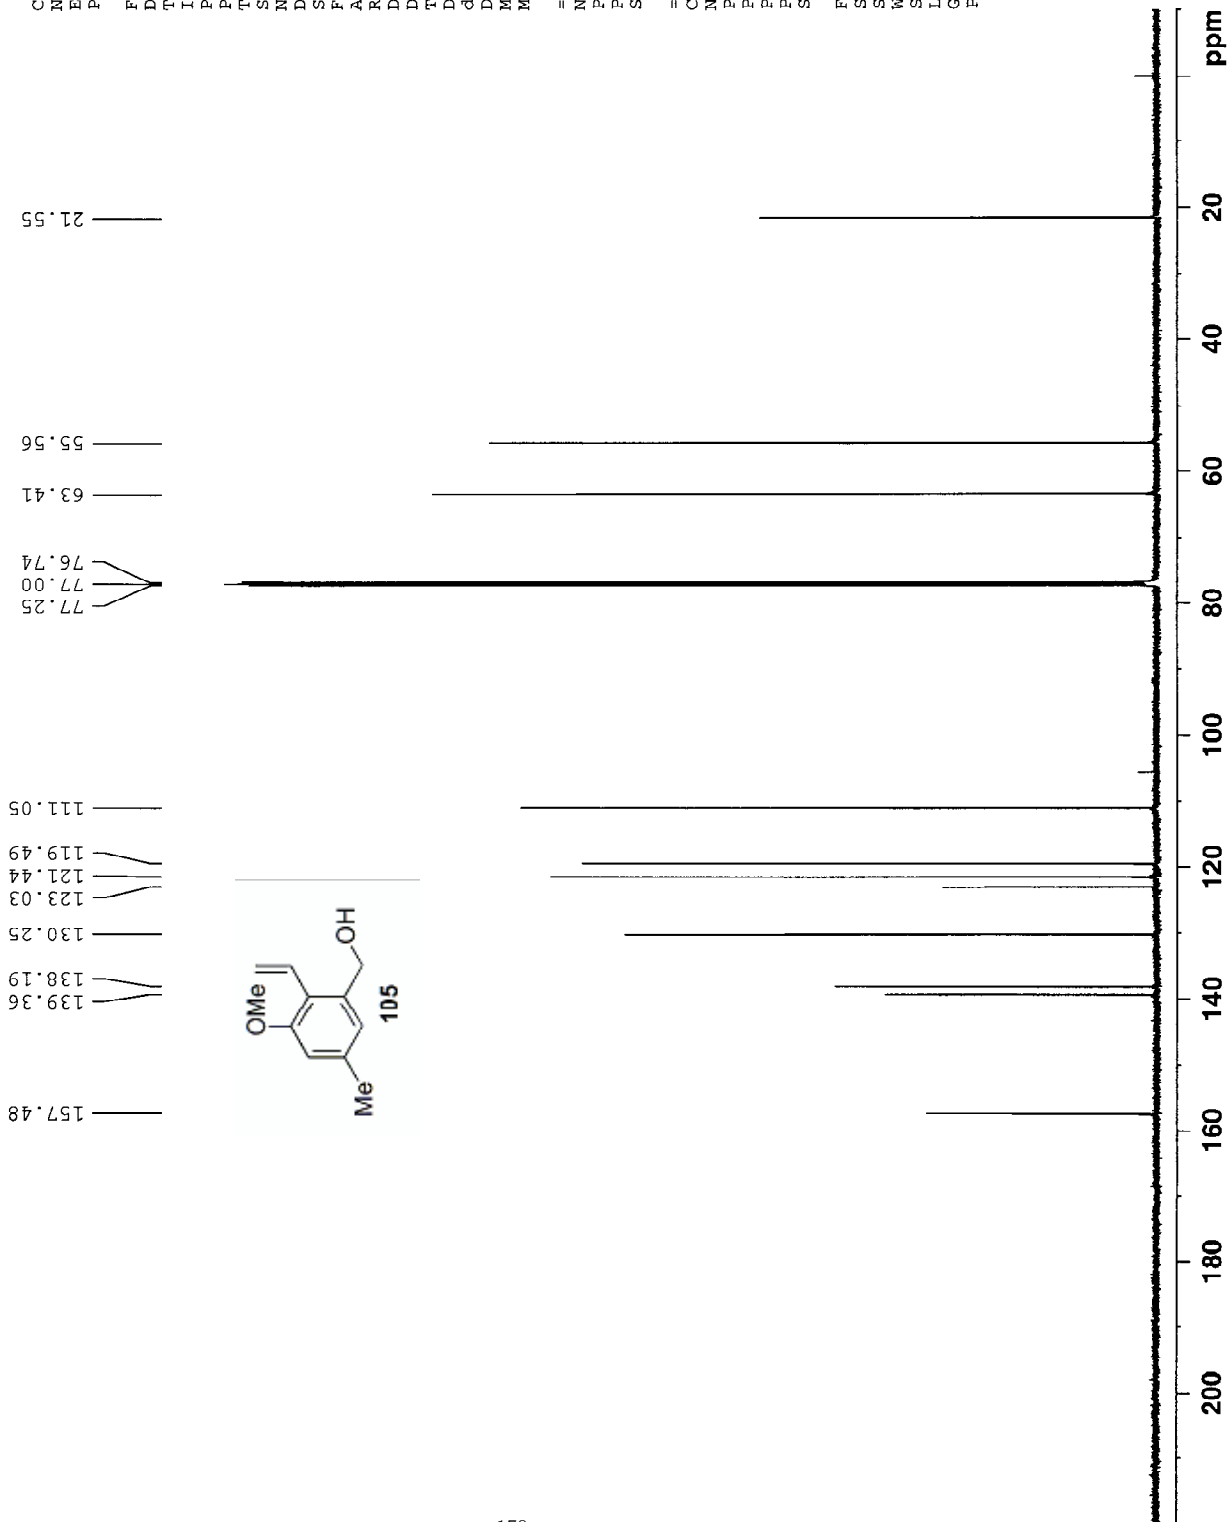 157.48
139.36
138.19
130.25
123.03
121.44
119.49
111.05
77.25
77.00
76.74
63.41
55.56
21.55
OMe
OH
Me
105
200
180
160
140
120
100
80
60
40
20
ppm
C
N
E
P
F
D
T
I
P
P
T
S
N
D
S
F
A
R
D
D
T
D
d
D
M
M
=
N
P
P
S
=
C
N
P
P
P
P
S
F
S
S
W
S
L
G
P